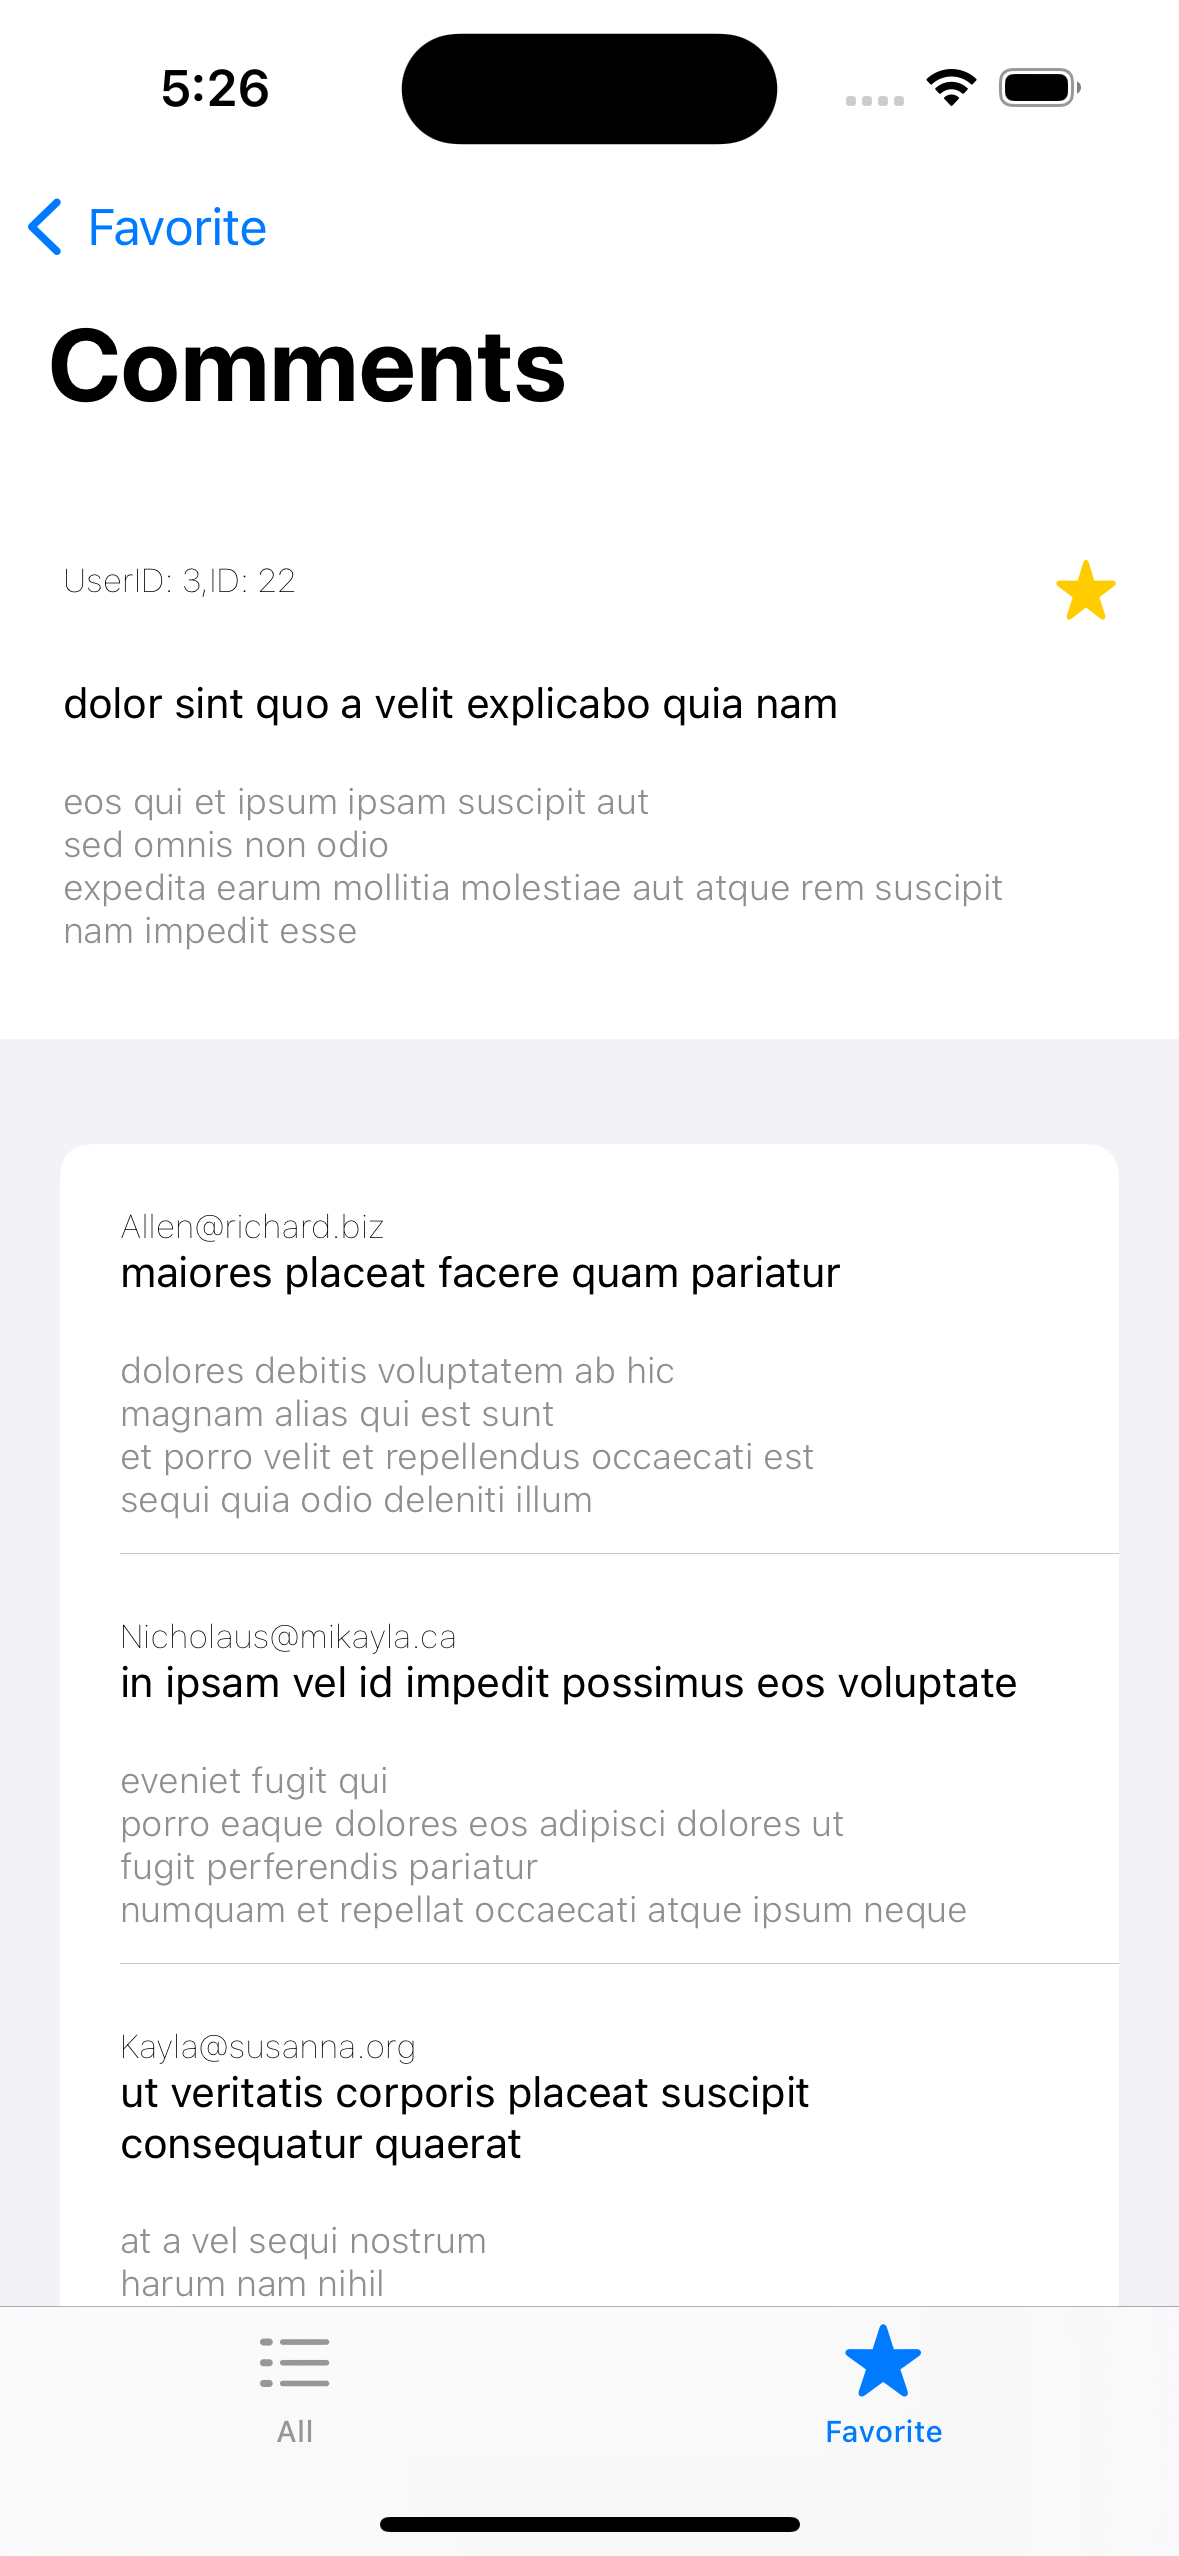 5:26
Favorite
Comments
UserID: 3,ID: 22
dolor sint quo a velit explicabo quia nam
eos qui et ipsum ipsam suscipit aut
sed omnis non odio
expedita earum mollitia molestiae aut atque rem suscipit
nam impedit esse
Allen@richard.biz
maiores placeat facere quam pariatur
dolores debitis voluptatem ab hic
magnam alias qui est sunt
et porro velit et repellendus occaecati est
sequi quia odio deleniti illum
Nicholaus@mikayla.ca
in ipsam vel id impedit possimus eos voluptate
eveniet fugit qui
porro eaque dolores eos adipisci dolores ut
fugit perferendis pariatur
numquam et repellat occaecati atque ipsum neque
Kayla@susanna.org
ut veritatis corporis placeat suscipit
consequatur quaerat
at a vel sequi nostrum
harum nam nihil
All
Favorite